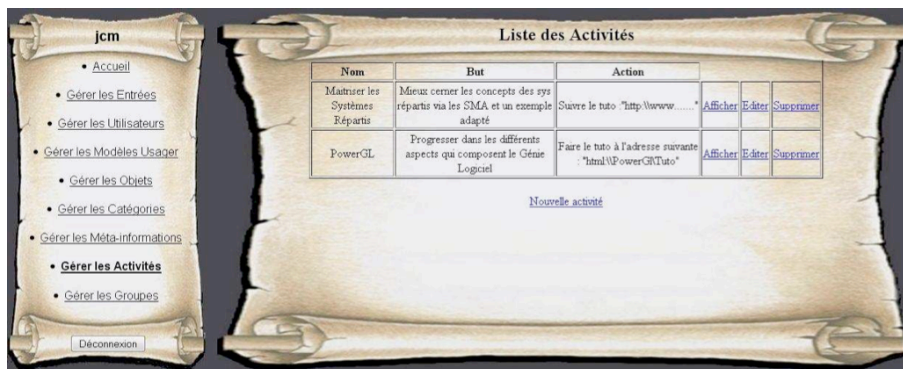 jcm
Accueil
Gérer les Entrées
Gérer les Utilisateurs
Gérer les Modèles Usager
Gérer les Objets
Gérer les Catégories
Gérer les Méta-informations
Gérer les Activités
Gérer les Groupes
Déconnexion
Liste des Activités
Nom But Action
Maitriser les Systèmes Répartis
Mieux cerner les concepts des sys répartis via les SMA et un exemple adapté
Suivre le tuto :"http:\\www......."
Afficher Editer Supprimer
PowerGL
Progresser dans les différents aspects qui composent le Génie Logiciel
Faire le tuto à l'adresse suivante : "html:\\PowerGl\Tuto"
Afficher Editer Supprimer
Nouvelle activité